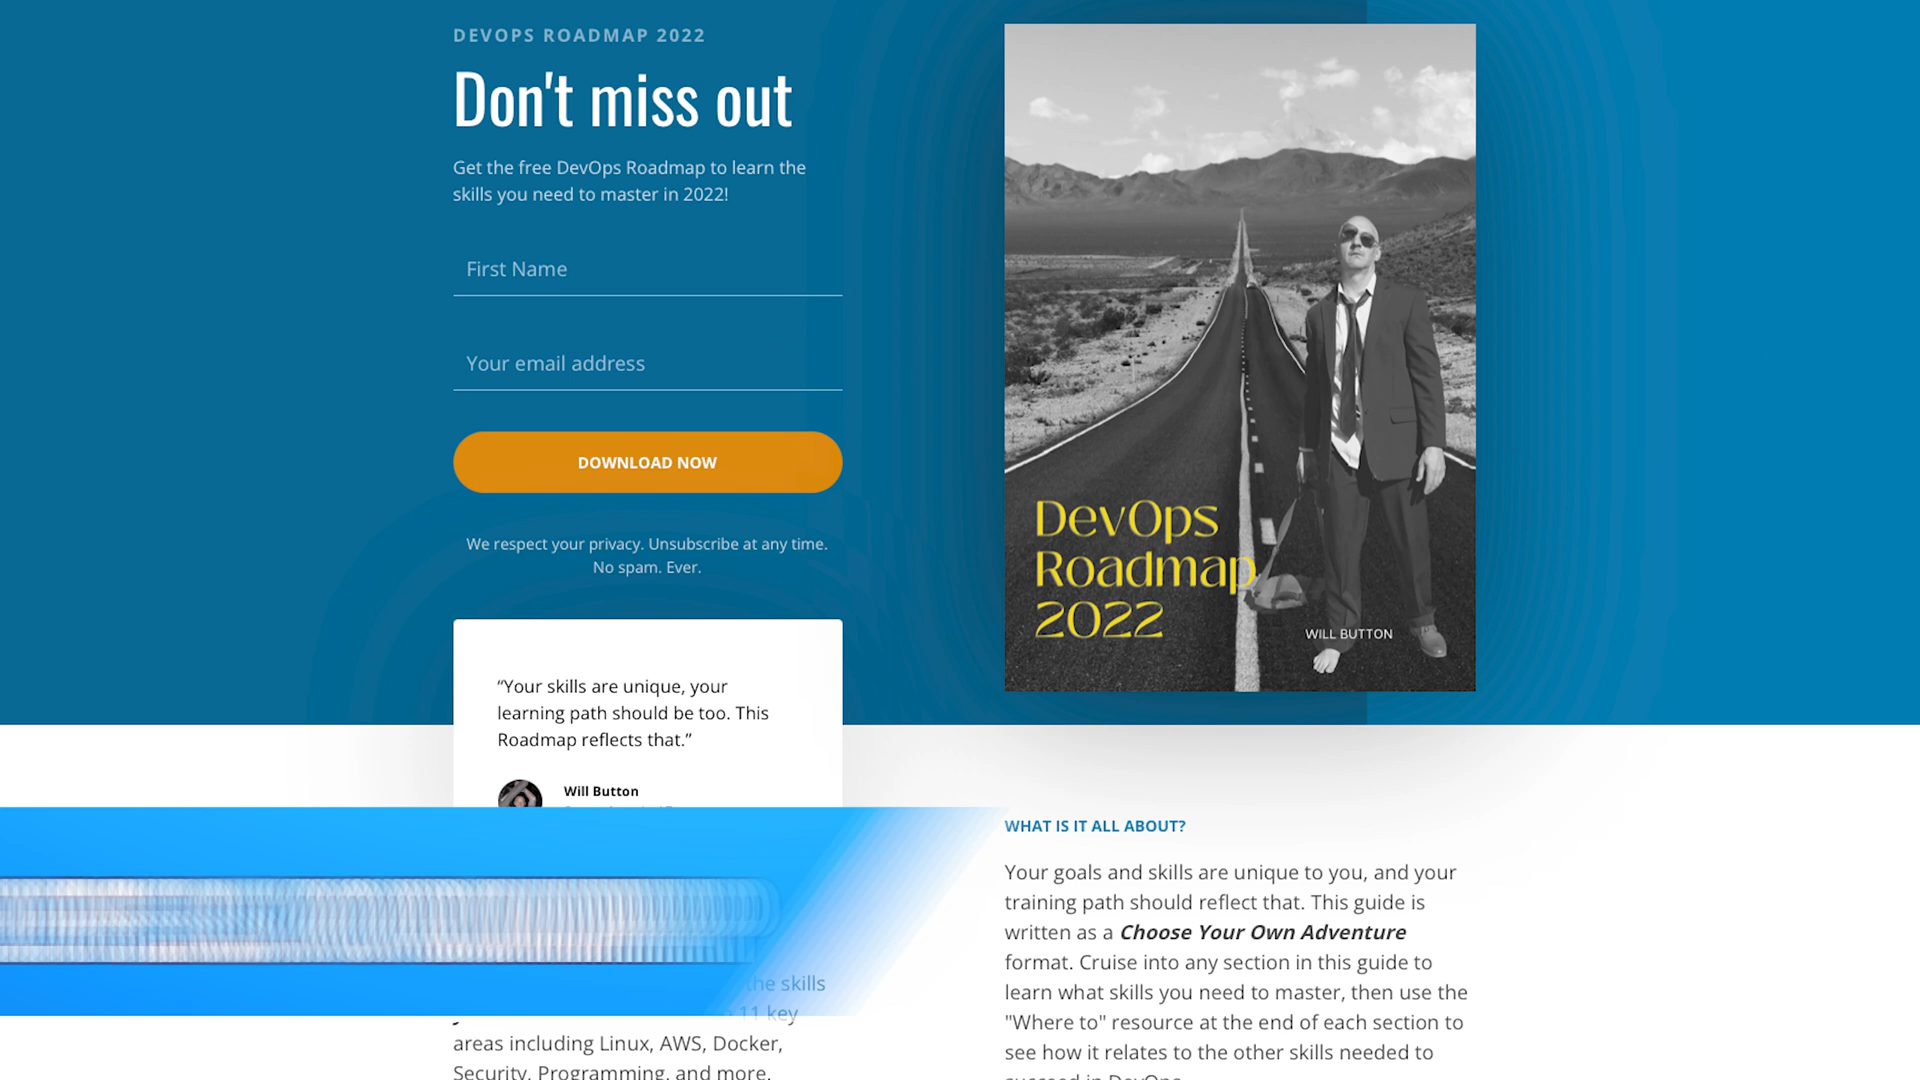 DEVOPS ROADMAP 2022
Don't miss out
Get the free DevOps Roadmap to learn the
skills you need to master in 2022!
First Name
Your email address
DOWNLOAD NOW
We respect your privacy. Unsubscribe at any time.
No spam. Ever.
“Your skills are unique, your
learning path should be too. This
Roadmap reflects that.”
Will Button
the skills
11 key
areas including Linux, AWS, Docker,
Security, Programming, and more.
DevOps
Roadmap
2022
WILL BUTTON
WHAT IS IT ALL ABOUT?
Your goals and skills are unique to you, and your
training path should reflect that. This guide is
written as a Choose Your Own Adventure
format. Cruise into any section in this guide to
learn what skills you need to master, then use the
"Where to" resource at the end of each section to
see how it relates to the other skills needed to
succeed in DevOps.